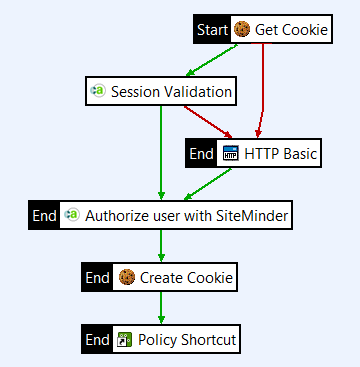 Start Get Cookie
Session Validation
End HTTP Basic
End Authorize user with SiteMinder
End Create Cookie
End Policy Shortcut